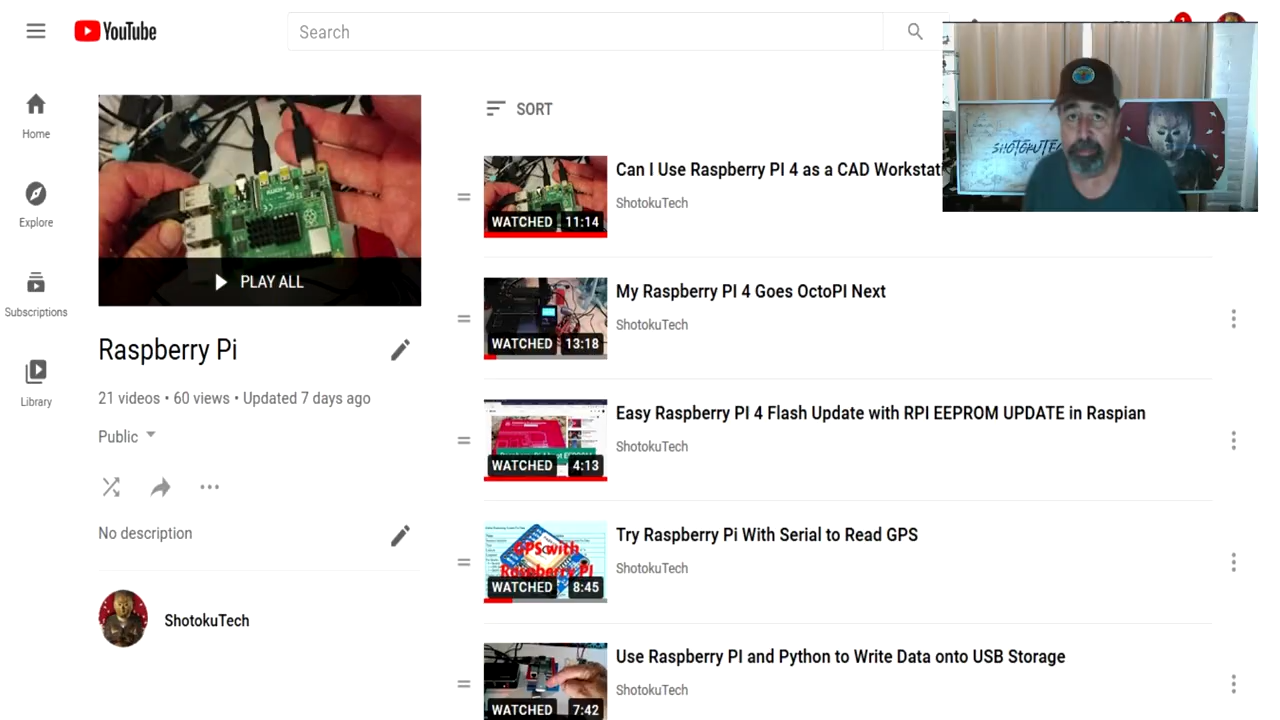 YouTube
Search
1
Home
Explore
Subscriptions
Library
PLAY ALL
Raspberry Pi
21 videos • 60 views • Updated 7 days ago
Public
No description
ShotokuTech
SORT
Can I Use Raspberry PI 4 as a CAD Workstat
ShotokuTech
WATCHED 11:14
My Raspberry PI 4 Goes OctoPI Next
ShotokuTech
WATCHED 13:18
Easy Raspberry PI 4 Flash Update with RPI EEPROM UPDATE in Raspian
ShotokuTech
WATCHED 4:13
Try Raspberry Pi With Serial to Read GPS
ShotokuTech
GPS with
Raspberry PI
WATCHED 8:45
Use Raspberry PI and Python to Write Data onto USB Storage
ShotokuTech
WATCHED 7:42
SHOTOKUTEC